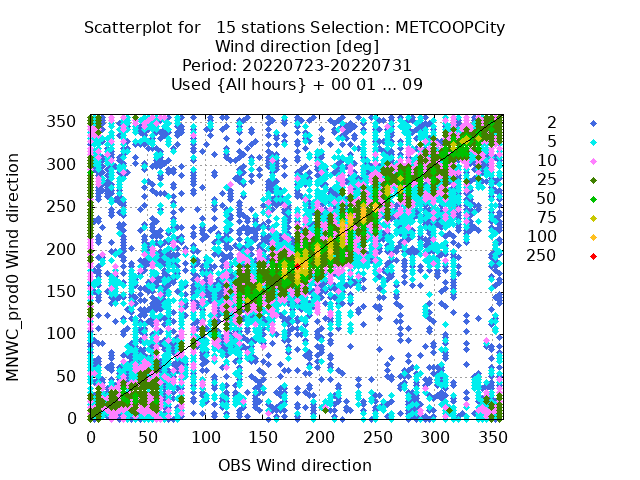 Scatterplot for   15 stations Selection: METCOOPCity
Wind direction [deg]
Period: 20220723-20220731
Used {All hours} + 00 01 ... 09
MNWC_prod0 Wind direction
350
300
250
200
150
100
50
0
0 50 100 150 200 250 300 350
OBS Wind direction
2
5
10
25
50
75
100
250